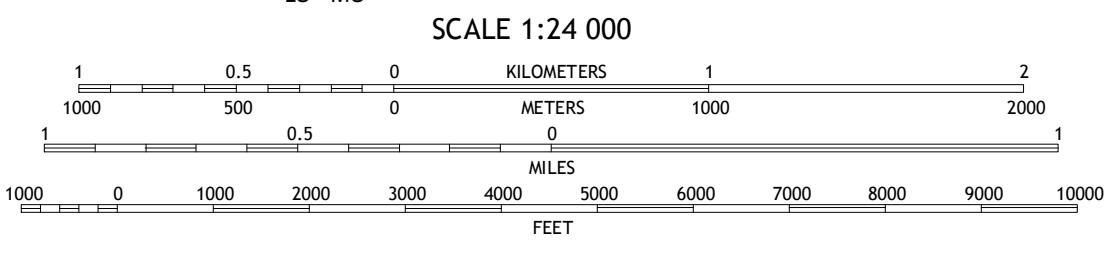 SCALE 1:24 000
1 0.5 0 KILOMETERS 1 2
1000 500 0 METERS 1000 2000
1 0.5 0 1
MILES
1000 0 1000 2000 3000 4000 5000 6000 7000 8000 9000 10000
FEET